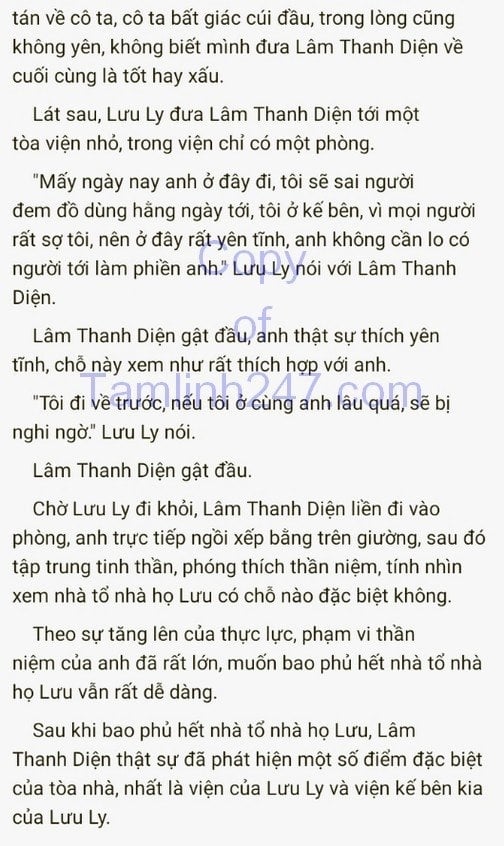 tán về cô ta, cô ta bất giác cúi đầu, trong lòng cũng
không yên, không biết mình đưa Lâm Thanh Diện về
cuối cùng là tốt hay xấu.
Lát sau, Lưu Ly đưa Lâm Thanh Diện tới một
tòa viện nhỏ, trong viện chỉ có một phòng.
"Mấy ngày nay anh ở đây đi, tôi sẽ sai người
đem đồ dùng hằng ngày tới, tôi ở kế bên, vì mọi người
rất sợ tôi, nên ở đây rất yên tĩnh, anh không cần lo có
người tới làm phiền anh." Lưu Ly nói với Lâm Thanh
Diện.
Lâm Thanh Diện gật đầu, anh thật sự thích yên
tĩnh, chỗ này xem như rất thích hợp với anh.
"Tôi đi về trước, nếu tôi ở cùng anh lâu quá, sẽ bị
nghi ngờ." Lưu Ly nói.
Lâm Thanh Diện gật đầu.
Chờ Lưu Ly đi khỏi, Lâm Thanh Diện liền đi vào
phòng, anh trực tiếp ngồi xếp bằng trên giường, sau đó
tập trung tinh thần, phóng thích thần niệm, tính nhìn
xem nhà tổ nhà họ Lưu có chỗ nào đặc biệt không.
Theo sự tăng lên của thực lực, phạm vi thần
niệm của anh đã rất lớn, muốn bao phủ hết nhà tổ nhà
họ Lưu vẫn rất dễ dàng.
Sau khi bao phủ hết nhà tổ nhà họ Lưu, Lâm
Thanh Diện thật sự đã phát hiện một số điểm đặc biệt
của tòa nhà, nhất là viện của Lưu Ly và viện kế bên kia
của Lưu Ly.
Copy
of
Tamlinh247.com